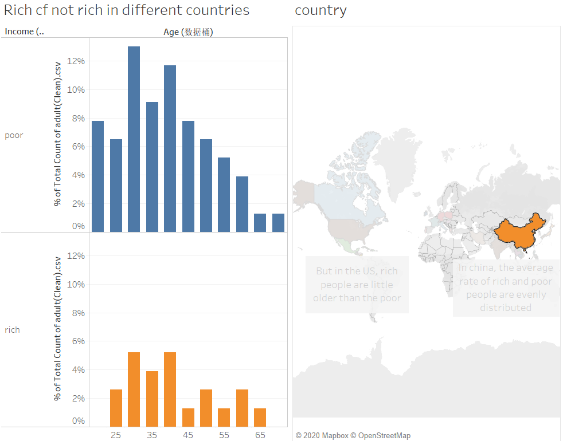 Rich cf not rich in different countries
country
Income (..
Age (数据桶)
poor
% of Total Count of adult(Clean).csv
12%
10%
8%
6%
4%
2%
0%
rich
% of Total Count of adult(Clean).csv
12%
10%
8%
6%
4%
2%
0%
25
35
45
55
65
But in the US, rich
people are little
older than the poor
In china, the average
rate of rich and poor
people are evenly
distributed
© 2020 Mapbox © OpenStreetMap